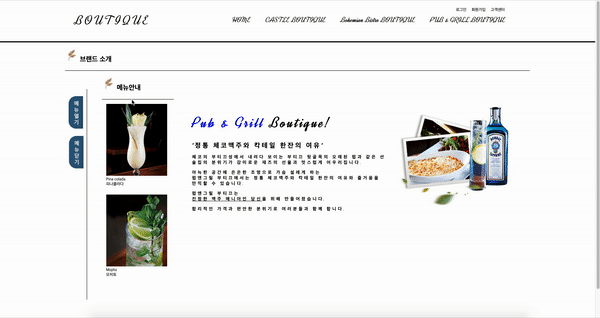 로그인 회원가입 고객센터
BOUTIQUE
HOME CASTLE BOUTIQUE Bohemian Bistro BOUTIQUE PUB & GRILL BOUTIQUE
브랜드 소개
메뉴안내
메뉴열기
메뉴닫기
Pina colada
피나콜라다
Mojito
모히토
Pub & Grill Boutique!
'정통 체코맥주와 칵테일 한잔의 여유'
체코의 부티크성에서 내려다 보이는 부티크 뒷골목의 오래된 펍과 같은 선
술집의 분위기가 감미로운 재즈의 선율과 멋스럽게 어우러집니다.
아늑한 공간에 은은한 조명으로 가슴 설레게 하는
펍앤그릴 부티크에서는 정통 체코맥주와 칵테일 한잔의 여유와 즐거움을
만끽할 수 있습니다.
펍앤그릴 부티크는
진정한 맥주 매니아인 당신을 위해 만들어졌습니다.
합리적인 가격과 편안한 분위기로 여러분들과 함께 합니다.